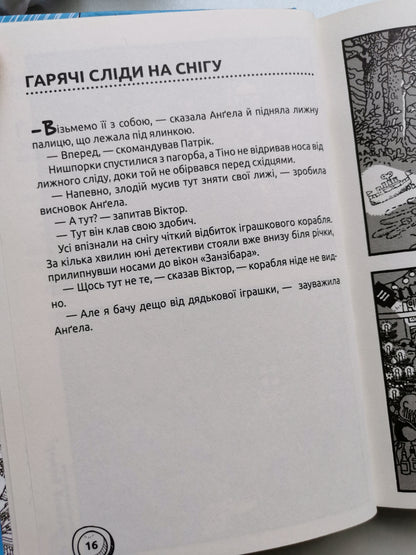 ГАРЯЧІ СЛІДИ НА СНІГУ
— Візьмемо її з собою, — сказала Анґела й підняла лижну
палицю, що лежала під ялинкою.
— Вперед, — скомандував Патрік.
Нишпорки спустилися з пагорба, а Тіно не відривав носа від
лижного сліду, доки той не обірвався перед східцями.
— Напевно, злодій мусив тут зняти свої лижі, — зробила
висновок Анґела.
— А тут? — запитав Віктор.
— Тут він клав свою здобич.
Усі впізнали на снігу чіткий відбиток іграшкового корабля.
За кілька хвилин юні детективи стояли вже внизу біля річки,
прилипнувши носами до вікон «Занзібара».
— Щось тут не те, — сказав Віктор, — корабля ніде не вид-
но.
— Але я бачу дещо від дядькової іграшки, — зауважила
Анґела.
16